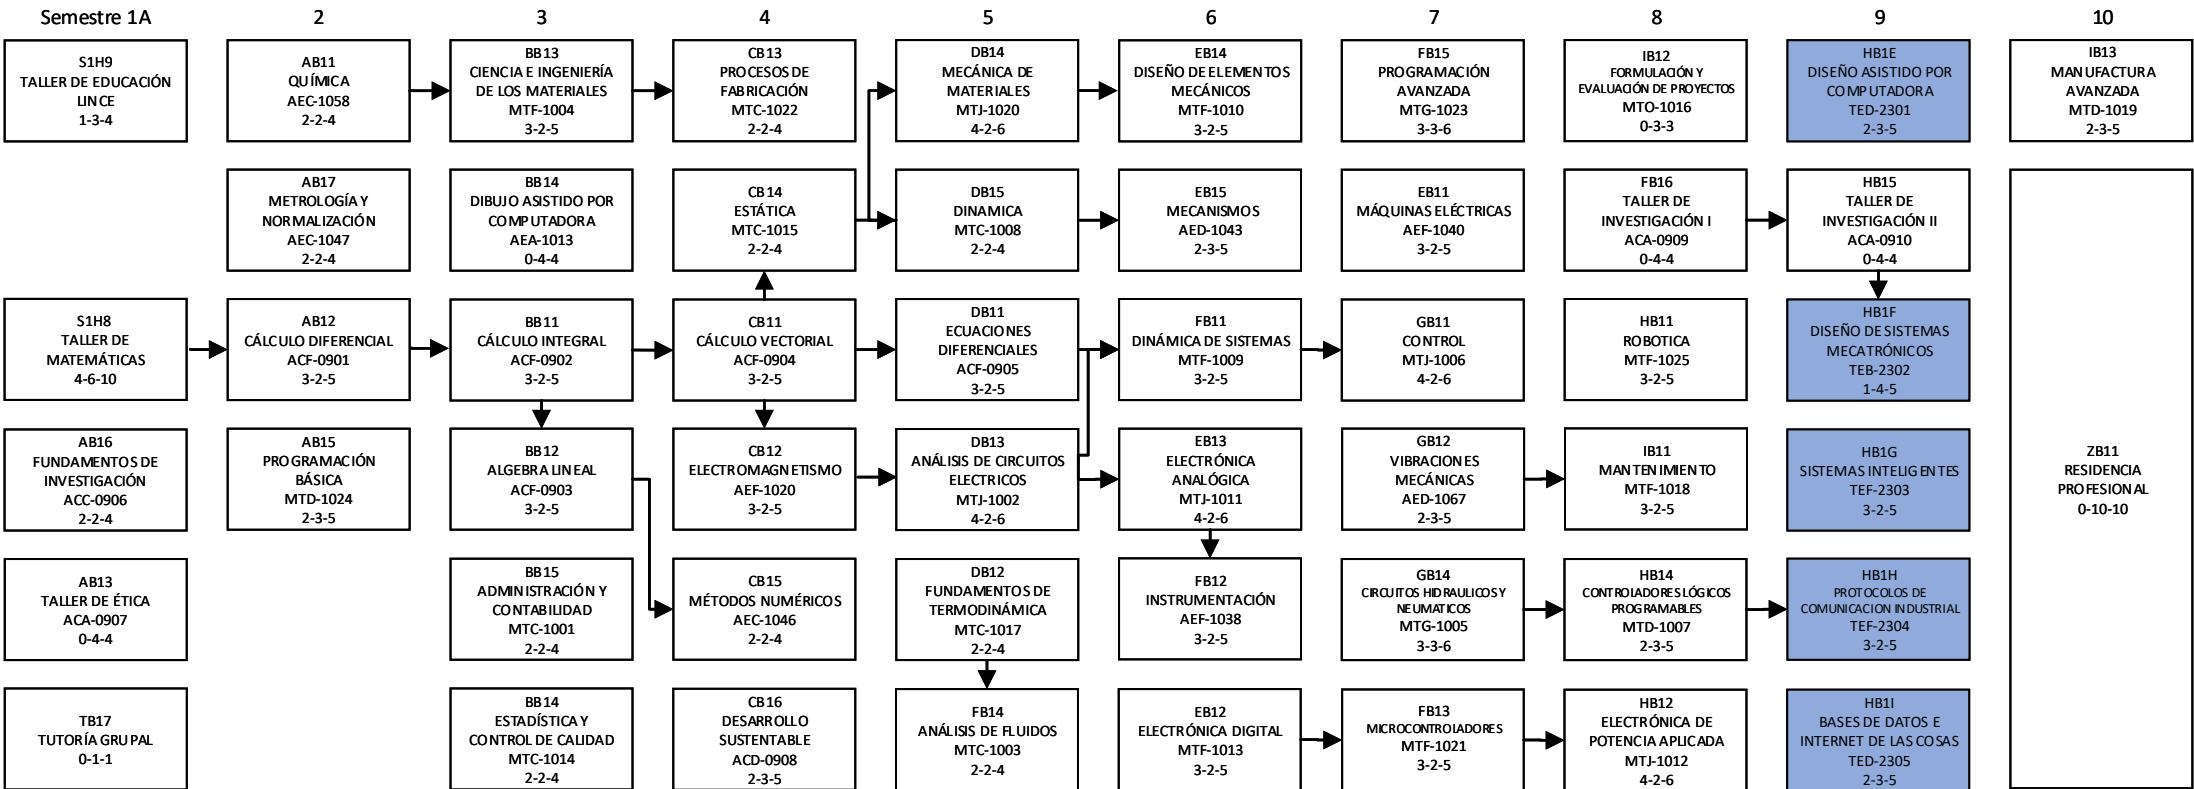 Semestre 1A
2
3
4
5
6
7
8
9
10
S1H9
TALLER DE EDUCACIÓN
LINCE
1-3-4
AB11
QUÍMICA
AEC-1058
2-2-4
BB13
CIENCIA E INGENIERÍA
DE LOS MATERIALES
MTF-1004
3-2-5
CB13
PROCESOS DE
FABRICACIÓN
MTC-1022
2-2-4
DB14
MECÁNICA DE
MATERIALES
MTJ-1020
4-2-6
EB14
DISEÑO DE ELEMENTOS
MECÁNICOS
MTF-1010
3-2-5
FB15
PROGRAMACIÓN
AVANZADA
MTG-1023
3-3-6
IB12
FORMULACIÓN Y
EVALUACIÓN DE PROYECTOS
MTO-1016
0-3-3
HB1E
DISEÑO ASISTIDO POR
COMPUTADORA
TED-2301
2-3-5
IB13
MANUFACTURA
AVANZADA
MTD-1019
2-3-5
AB17
METROLOGÍA Y
NORMALIZACIÓN
AEC-1047
2-2-4
BB14
DIBUJO ASISTIDO POR
COMPUTADORA
AEA-1013
0-4-4
CB14
ESTÁTICA
MTC-1015
2-2-4
DB15
DINAMICA
MTC-1008
2-2-4
EB15
MECANISMOS
AED-1043
2-3-5
EB11
MÁQUINAS ELÉCTRICAS
AEF-1040
3-2-5
FB16
TALLER DE
INVESTIGACIÓN I
ACA-0909
0-4-4
HB15
TALLER DE
INVESTIGACIÓN II
ACA-0910
0-4-4
S1H8
TALLER DE
MATEMÁTICAS
4-6-10
AB12
CÁLCULO DIFERENCIAL
ACF-0901
3-2-5
BB11
CÁLCULO INTEGRAL
ACF-0902
3-2-5
CB11
CÁLCULO VECTORIAL
ACF-0904
3-2-5
DB11
ECUACIONES
DIFERENCIALES
ACF-0905
3-2-5
FB11
DINÁMICA DE SISTEMAS
MTF-1009
3-2-5
GB11
CONTROL
MTJ-1006
4-2-6
HB11
ROBOTICA
MTF-1025
3-2-5
HB1F
DISEÑO DE SISTEMAS
MECATRÓNICOS
TEB-2302
1-4-5
AB16
FUNDAMENTOS DE
INVESTIGACIÓN
ACC-0906
2-2-4
AB15
PROGRAMACIÓN
BÁSICA
MTD-1024
2-3-5
BB12
ALGEBRA LINEAL
ACF-0903
3-2-5
CB12
ELECTROMAGNETISMO
AEF-1020
3-2-5
DB13
ANÁLISIS DE CIRCUITOS
ELECTRICOS
MTJ-1002
4-2-6
EB13
ELECTRÓNICA
ANALÓGICA
MTJ-1011
4-2-6
GB12
VIBRACIONES
MECÁNICAS
AED-1067
2-3-5
IB11
MANTENIMIENTO
MTF-1018
3-2-5
HB1G
SISTEMAS INTELIGENTES
TEF-2303
3-2-5
ZB11
RESIDENCIA
PROFESIONAL
0-10-10
AB13
TALLER DE ÉTICA
ACA-0907
0-4-4
BB15
ADMINISTRACIÓN Y
CONTABILIDAD
MTC-1001
2-2-4
CB15
MÉTODOS NUMÉRICOS
AEC-1046
2-2-4
DB12
FUNDAMENTOS DE
TERMODINÁMICA
MTC-1017
2-2-4
FB12
INSTRUMENTACIÓN
AEF-1038
3-2-5
GB14
CIRCUITOS HIDRAULICOS Y
NEUMATICOS
MTG-1005
3-3-6
HB14
CONTROLADORES LÓGICOS
PROGRAMABLES
MTD-1007
2-3-5
HB1H
PROTOCOLOS DE
COMUNICACION INDUSTRIAL
TEF-2304
3-2-5
TB17
TUTORÍA GRUPAL
0-1-1
BB14
ESTADÍSTICA Y
CONTROL DE CALIDAD
MTC-1014
2-2-4
CB16
DESARROLLO
SUSTENTABLE
ACD-0908
2-3-5
FB14
ANÁLISIS DE FLUIDOS
MTC-1003
2-2-4
EB12
ELECTRÓNICA DIGITAL
MTF-1013
3-2-5
FB13
MICROCONTROLADORES
MTF-1021
3-2-5
HB12
ELECTRÓNICA DE
POTENCIA APLICADA
MTJ-1012
4-2-6
HB1I
BASES DE DATOS E
INTERNET DE LAS COSAS
TED-2305
2-3-5